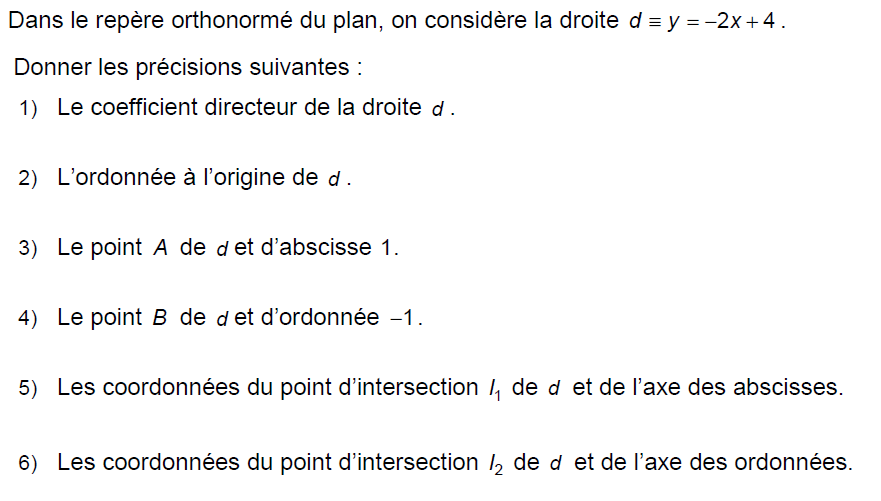 Dans le repère orthonormé du plan, on considère la droite d ≡ y = −2x + 4 .
Donner les précisions suivantes :
1) Le coefficient directeur de la droite d .
2) L’ordonnée à l’origine de d .
3) Le point A de d et d’abscisse 1.
4) Le point B de d et d’ordonnée −1.
5) Les coordonnées du point d’intersection I₁ de d et de l’axe des abscisses.
6) Les coordonnées du point d’intersection I₂ de d et de l’axe des ordonnées.